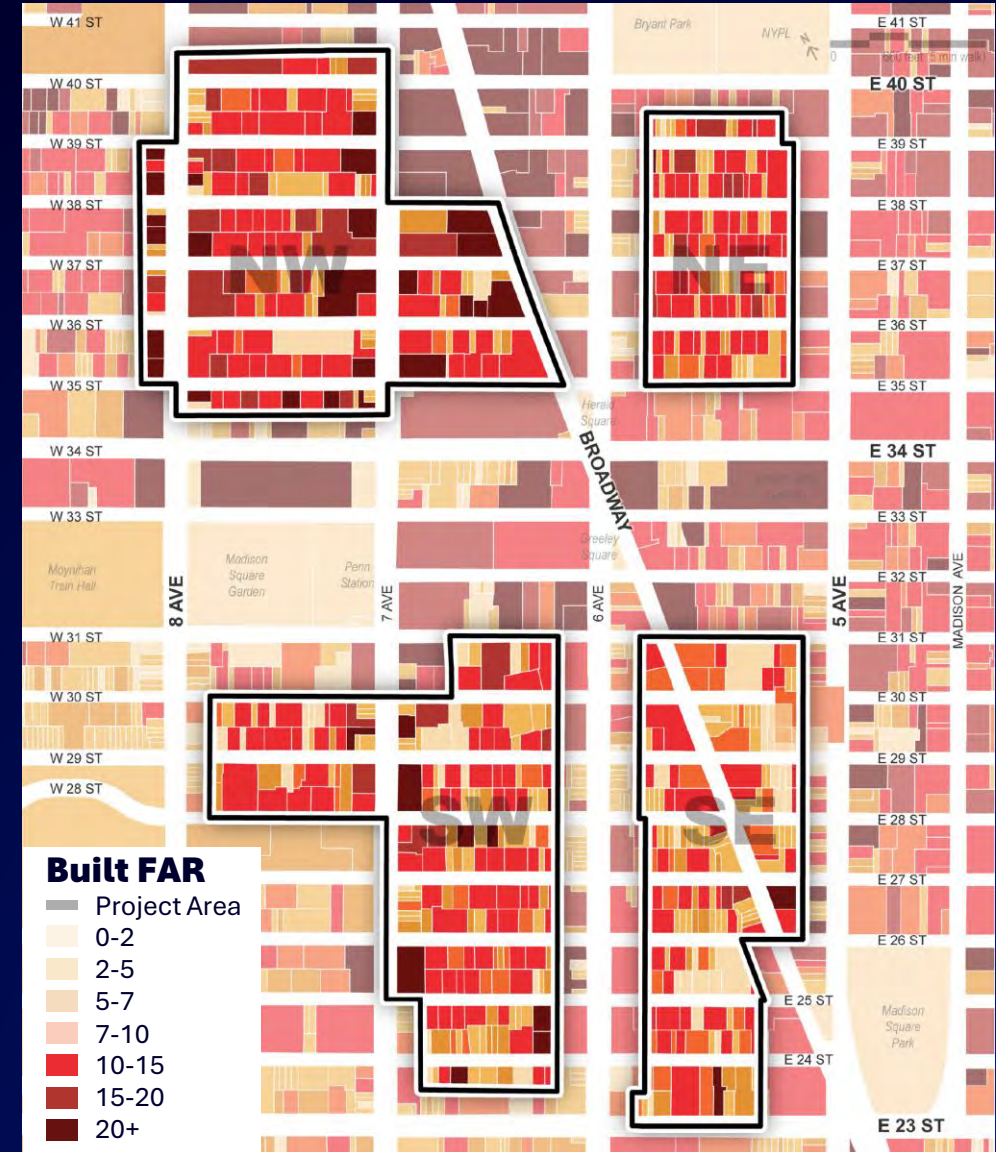 W 41 ST
Bryant Park
NYPL
E 41 ST
N
0
660 feet (5 min walk)
W 40 ST
E 40 ST
W 39 ST
E 39 ST
W 38 ST
E 38 ST
NW
NE
W 37 ST
E 37 ST
W 36 ST
E 36 ST
W 35 ST
E 35 ST
Herald
Square
BROADWAY
W 34 ST
E 34 ST
W 33 ST
E 33 ST
Greeley
Square
Moynihan
Train Hall
Madison
Square
Garden
Penn
Station
E 32 ST
8 AVE
7 AVE
6 AVE
5 AVE
MADISON AVE
W 31 ST
E 31 ST
W 30 ST
E 30 ST
W 29 ST
E 29 ST
W 28 ST
E 28 ST
SW
SE
E 27 ST
E 26 ST
E 25 ST
Madison
Square
Park
E 24 ST
E 23 ST
Built FAR
Project Area
0-2
2-5
5-7
7-10
10-15
15-20
20+